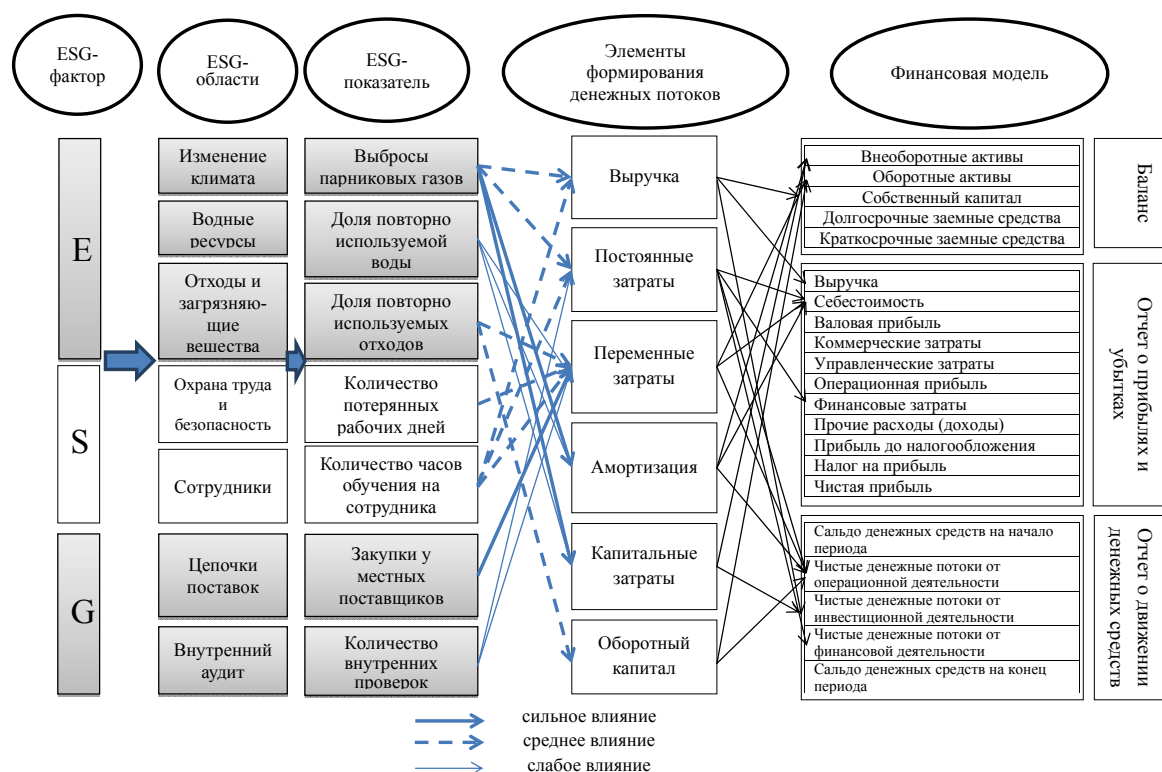 ESG-
фактор
ESG-
области
ESG-
показатель
Элементы
формирования
денежных потоков
Финансовая модель
E
S
G
Изменение
климата
Водные
ресурсы
Отходы и
загрязняю-
щие
вешества
Охрана труда
и
безопасность
Сотрудники
Цепочки
поставок
Внутренний
аудит
Выбросы
парниковых газов
Доля повторно
используемой
воды
Доля повторно
используемых
отходов
Количество
потерянных
рабочих дней
Количество часов
обучения на
сотрудника
Закупки у
местных
поставщиков
Количество
внутренних
проверок
Выручка
Постоянные
затраты
Переменные
затраты
Амортизация
Капитальные
затраты
Оборотный
капитал
Внеоборотные активы
Оборотные активы
Собственный капитал
Долгосрочные заемные средства
Краткосрочные заемные средства
Баланс
Выручка
Себестоимость
Валовая прибыль
Коммерческие затраты
Управленческие затраты
Операционная прибыль
Финансовые затраты
Прочие расходы (доходы)
Прибыль до налогообложения
Налог на прибыль
Чистая прибыль
Отчет о прибылях и
убытках
Сальдо денежных средств на начало
периода
Чистые денежные потоки от
операционной деятельности
Чистые денежные потоки от
инвестиционной деятельности
Чистые денежные потоки от
финансовой деятельности
Сальдо денежных средств на конец
периода
Отчет о движении
денежных средств
сильное влияние
среднее влияние
слабое влияние